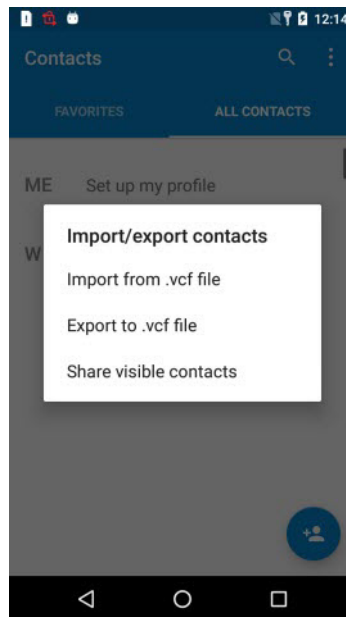 12:14
Contacts
FAVORITES ALL CONTACTS
ME Set up my profile
W
Import/export contacts
Import from .vcf file
Export to .vcf file
Share visible contacts